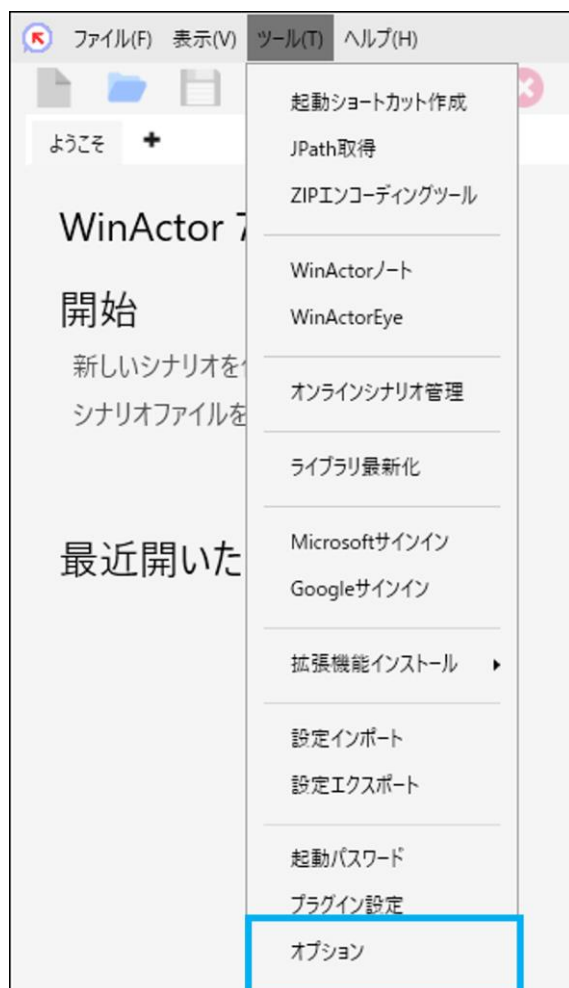 ファイル(F) 表示(V) ツール(T) ヘルプ(H)
ようこそ +
WinActor 7
開始
新しいシナリオを
シナリオファイルを
最近開いた
起動ショートカット作成
JPath取得
ZIPエンコーディングツール
WinActorノート
WinActorEye
オンラインシナリオ管理
ライブラリ最新化
Microsoftサインイン
Googleサインイン
拡張機能インストール
設定インポート
設定エクスポート
起動パスワード
プラグイン設定
オプション